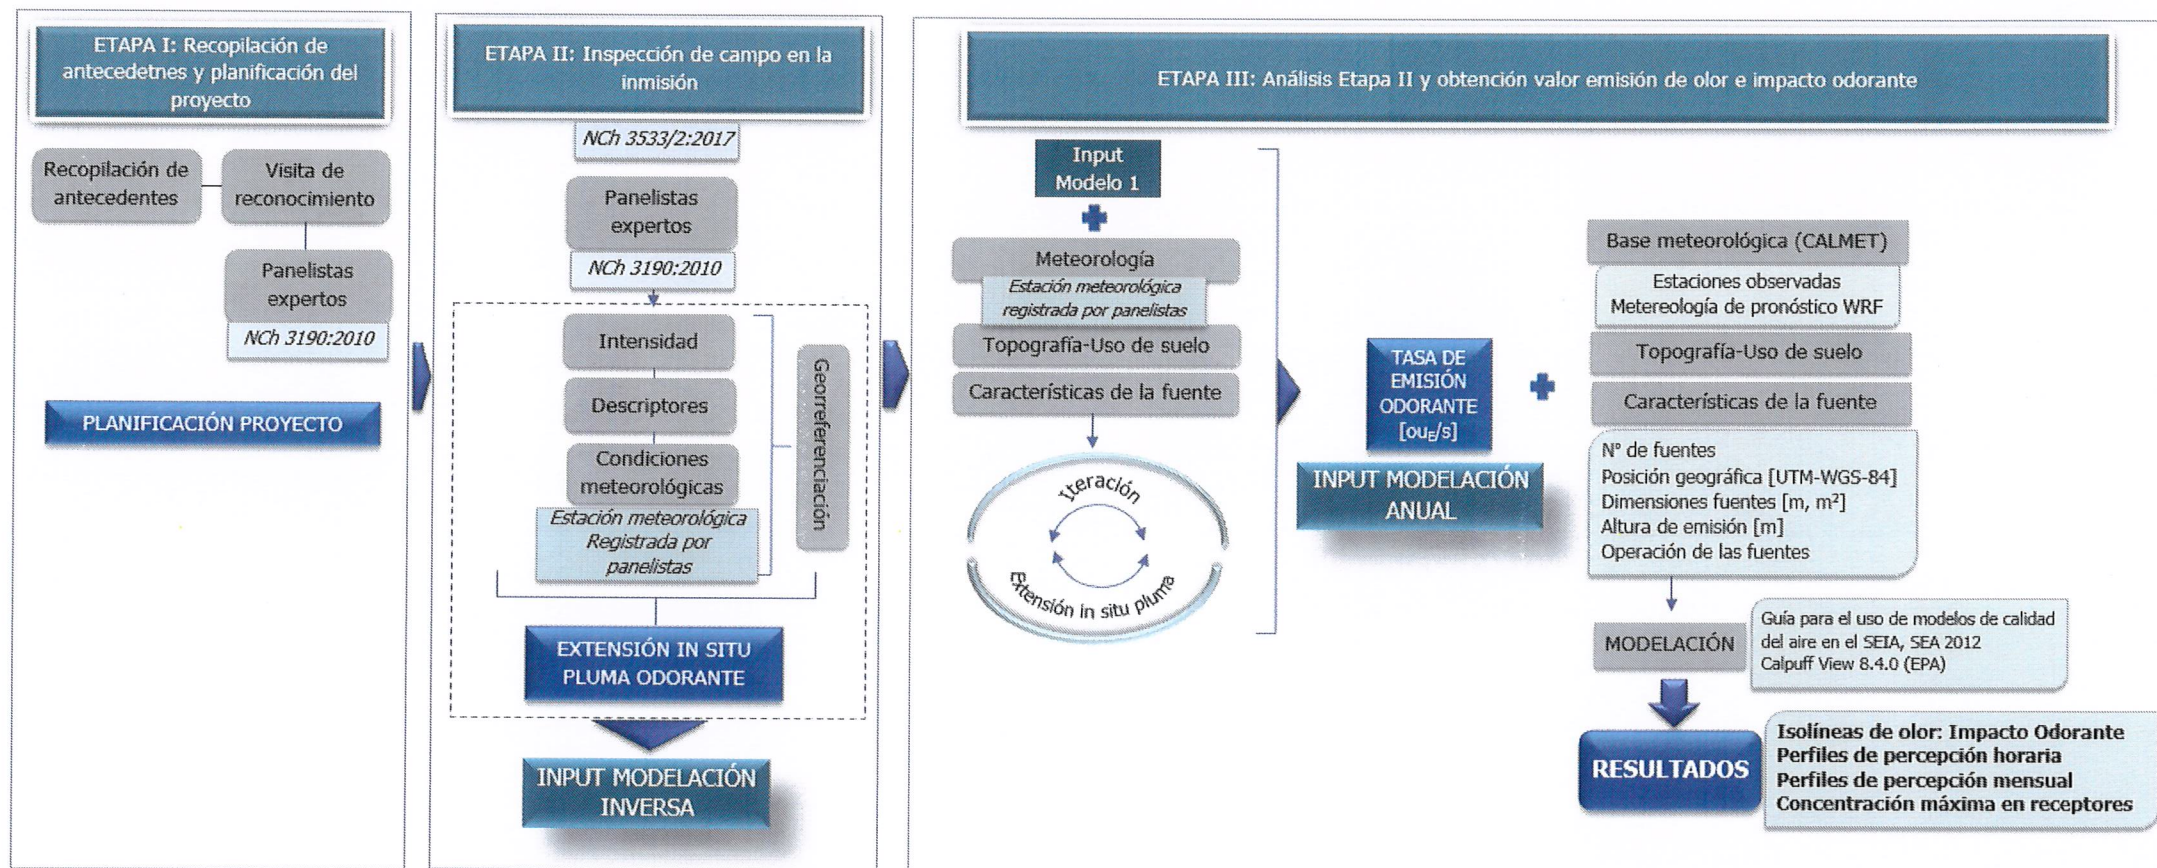 ETAPA I: Recopilación de
antecedetnes y planificación del
proyecto
Recopilación de
antecedentes
Visita de
reconocimiento
Panelistas
expertos
NCh 3190:2010
PLANIFICACIÓN PROYECTO
ETAPA II: Inspección de campo en la
inmisión
NCh 3533/2:2017
Panelistas
expertos
NCh 3190:2010
Intensidad
Descriptores
Condiciones
meteorológicas
Estación meteorológica
Registrada por
panelistas
Georreferenciación
EXTENSIÓN IN SITU
PLUMA ODORANTE
INPUT MODELACIÓN
INVERSA
ETAPA III: Análisis Etapa II y obtención valor emisión de olor e impacto odorante
Input
Modelo 1
Meteorología
Estación meteorológica
registrada por panelistas
Topografía-Uso de suelo
Características de la fuente
Iteración
Extensión in situ pluma
TASA DE
EMISIÓN
ODORANTE
[ouE/s]
INPUT MODELACIÓN
ANUAL
Base meteorológica (CALMET)
Estaciones observadas
Metereología de pronóstico WRF
Topografía-Uso de suelo
Características de la fuente
N° de fuentes
Posición geográfica [UTM-WGS-84]
Dimensiones fuentes [m, m²]
Altura de emisión [m]
Operación de las fuentes
MODELACIÓN
Guía para el uso de modelos de calidad
del aire en el SEIA, SEA 2012
Calpuff View 8.4.0 (EPA)
RESULTADOS
Isolíneas de olor: Impacto Odorante
Perfiles de percepción horaria
Perfiles de percepción mensual
Concentración máxima en receptores